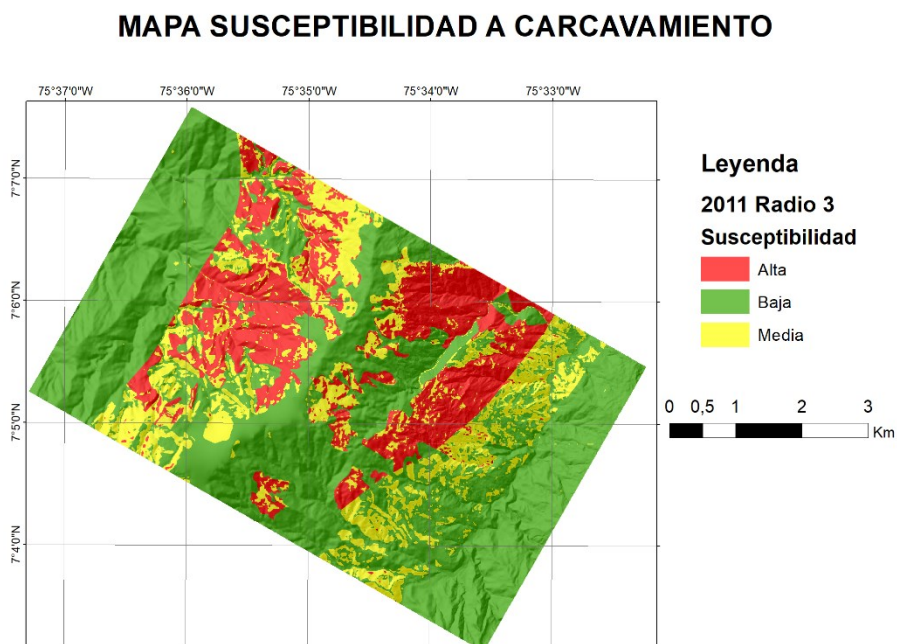 MAPA SUSCEPTIBILIDAD A CARCAVAMIENTO
75°37'0"W 75°36'0"W 75°35'0"W 75°34'0"W 75°33'0"W
7°7'0"N
7°6'0"N
7°5'0"N
7°4'0"N
Leyenda
2011 Radio 3
Susceptibilidad
Alta
Baja
Media
0 0,5 1 2 3
Km